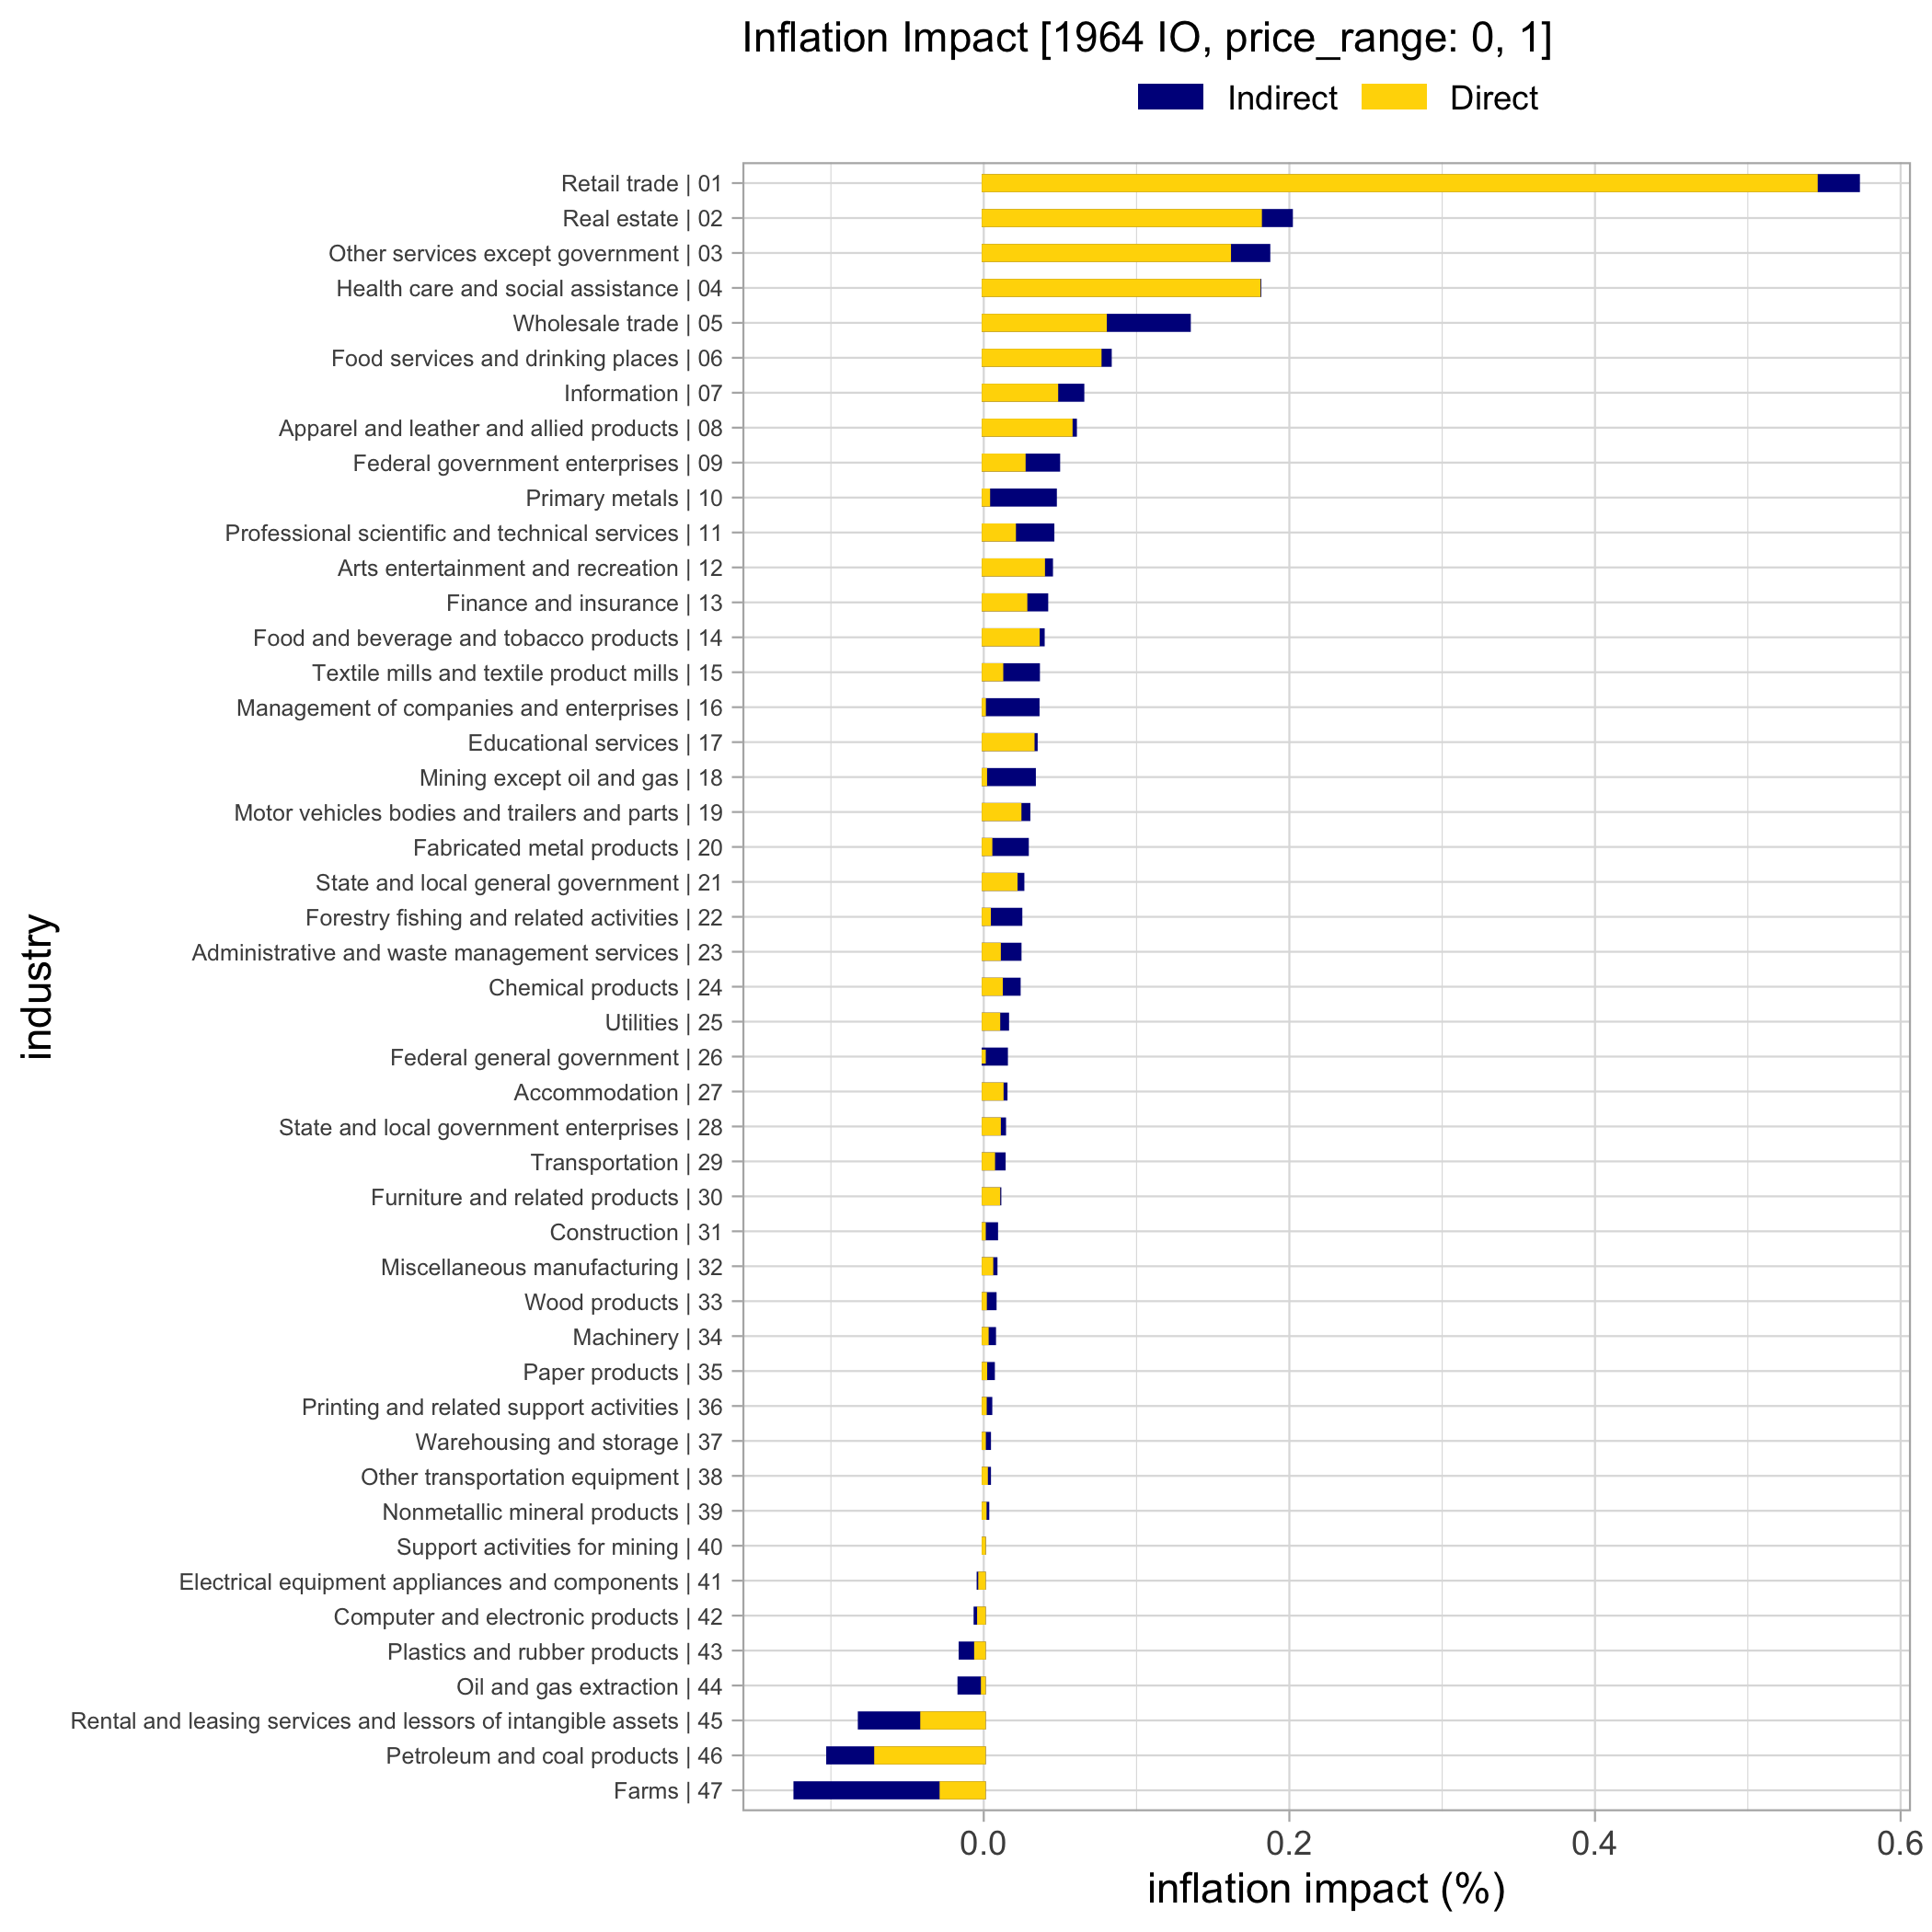 Inflation Impact [1964 IO, price_range: 0, 1]
Indirect Direct
Retail trade | 01
Real estate | 02
Other services except government | 03
Health care and social assistance | 04
Wholesale trade | 05
Food services and drinking places | 06
Information | 07
Apparel and leather and allied products | 08
Federal government enterprises | 09
Primary metals | 10
Professional scientific and technical services | 11
Arts entertainment and recreation | 12
Finance and insurance | 13
Food and beverage and tobacco products | 14
Textile mills and textile product mills | 15
Management of companies and enterprises | 16
Educational services | 17
Mining except oil and gas | 18
Motor vehicles bodies and trailers and parts | 19
Fabricated metal products | 20
State and local general government | 21
Forestry fishing and related activities | 22
Administrative and waste management services | 23
Chemical products | 24
Utilities | 25
Federal general government | 26
Accommodation | 27
State and local government enterprises | 28
Transportation | 29
Furniture and related products | 30
Construction | 31
Miscellaneous manufacturing | 32
Wood products | 33
Machinery | 34
Paper products | 35
Printing and related support activities | 36
Warehousing and storage | 37
Other transportation equipment | 38
Nonmetallic mineral products | 39
Support activities for mining | 40
Electrical equipment appliances and components | 41
Computer and electronic products | 42
Plastics and rubber products | 43
Oil and gas extraction | 44
Rental and leasing services and lessors of intangible assets | 45
Petroleum and coal products | 46
Farms | 47
industry
0.0 0.2 0.4 0.6
inflation impact (%)